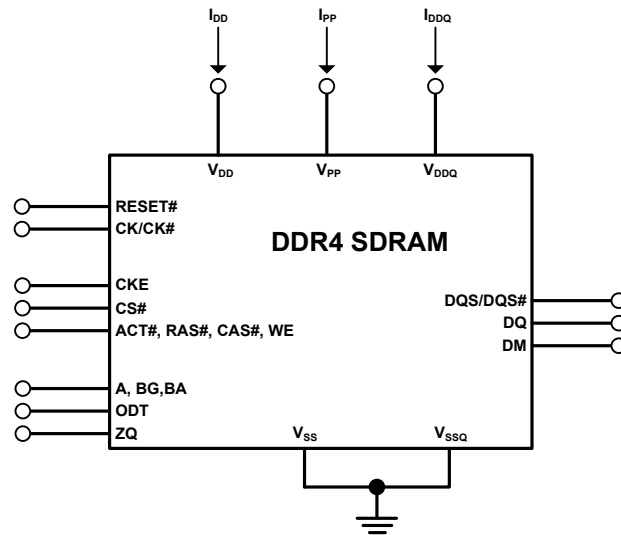 IDD IPP IDDQ
VDD VPP VDDQ
RESET#
CK/CK#
DDR4 SDRAM
CKE
CS#
ACT#, RAS#, CAS#, WE
DQS/DQS#
DQ
DM
A, BG,BA
ODT
ZQ
VSS VSSQ